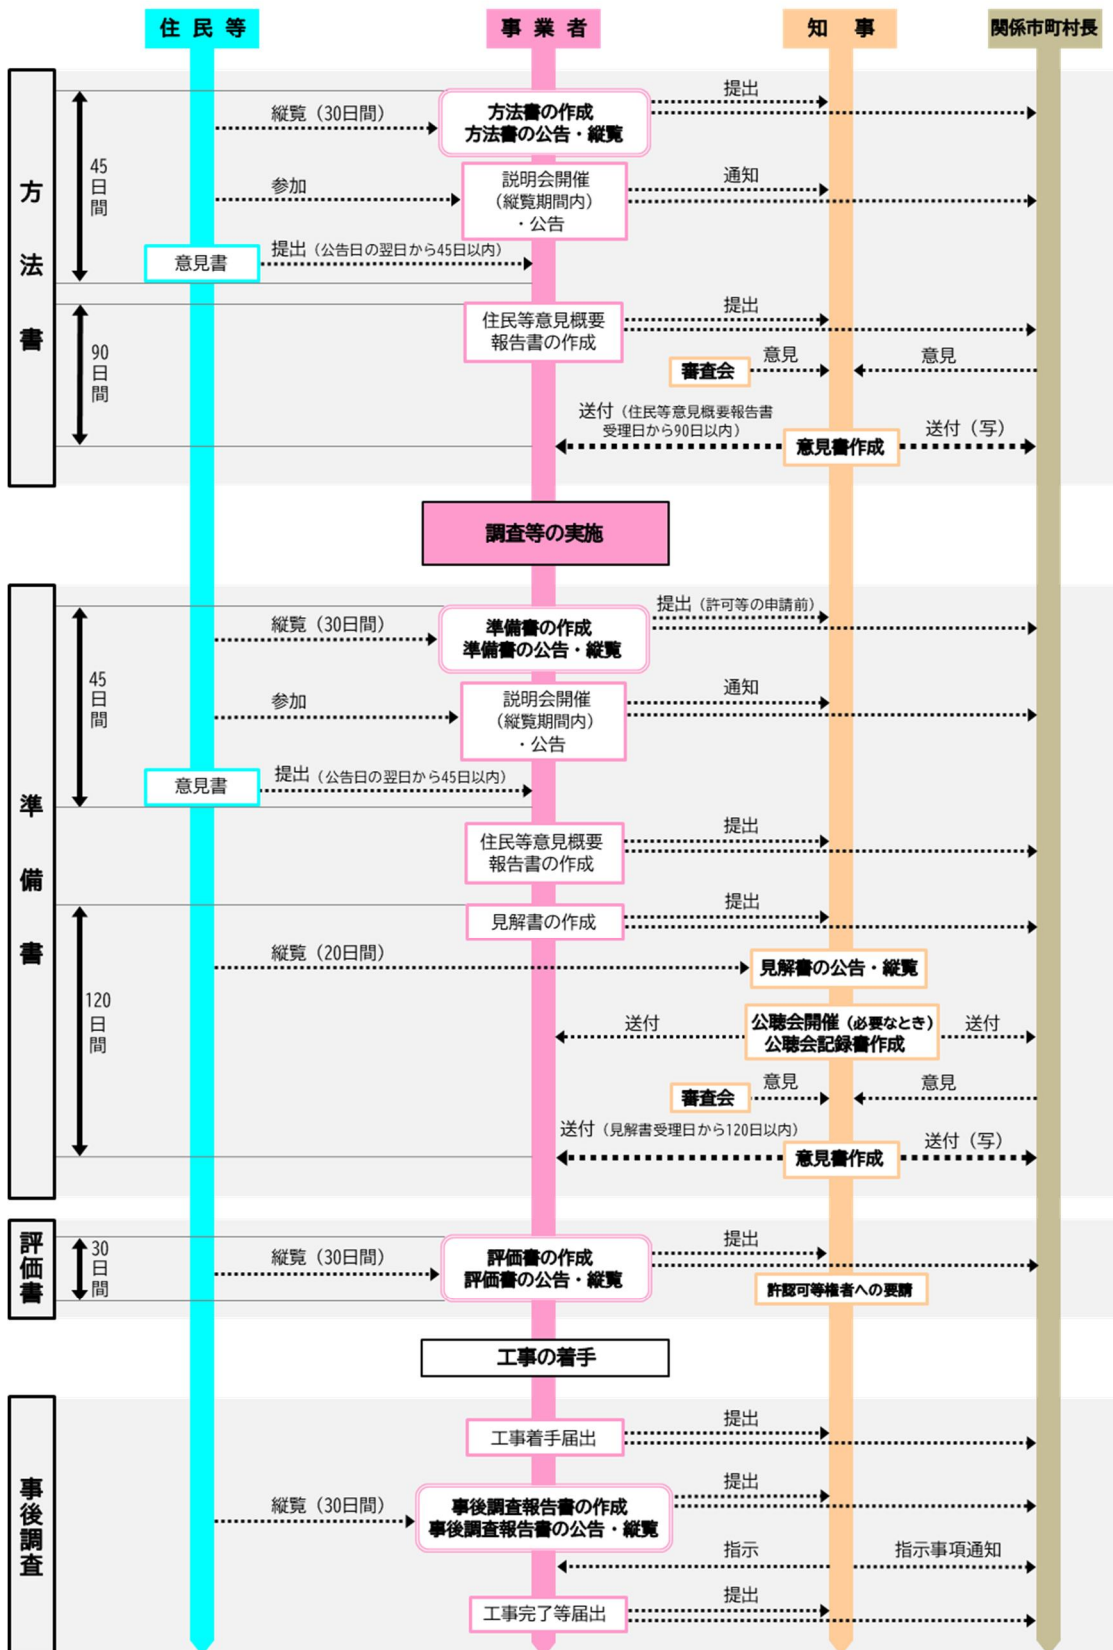 住民等
事業者
知事
関係市町村長
方法書
45日間
縦覧（30日間）
方法書の作成
方法書の公告・縦覧
提出
参加
説明会開催
（縦覧期間内）
・公告
通知
意見書
提出（公告日の翌日から45日以内）
90日間
住民等意見概要
報告書の作成
提出
審査会
意見
意見
送付（住民等意見概要報告書
受理日から90日以内）
意見書作成
送付（写）
調査等の実施
準備書
45日間
縦覧（30日間）
準備書の作成
準備書の公告・縦覧
提出（許可等の申請前）
参加
説明会開催
（縦覧期間内）
・公告
通知
意見書
提出（公告日の翌日から45日以内）
住民等意見概要
報告書の作成
提出
120日間
見解書の作成
提出
縦覧（20日間）
見解書の公告・縦覧
送付
公聴会開催（必要なとき）
公聴会記録書作成
送付
審査会
意見
意見
送付（見解書受理日から120日以内）
意見書作成
送付（写）
評価書
30日間
縦覧（30日間）
評価書の作成
評価書の公告・縦覧
提出
許認可等権者への要請
工事の着手
事後調査
工事着手届出
提出
縦覧（30日間）
事後調査報告書の作成
事後調査報告書の公告・縦覧
提出
指示
指示事項通知
工事完了等届出
提出